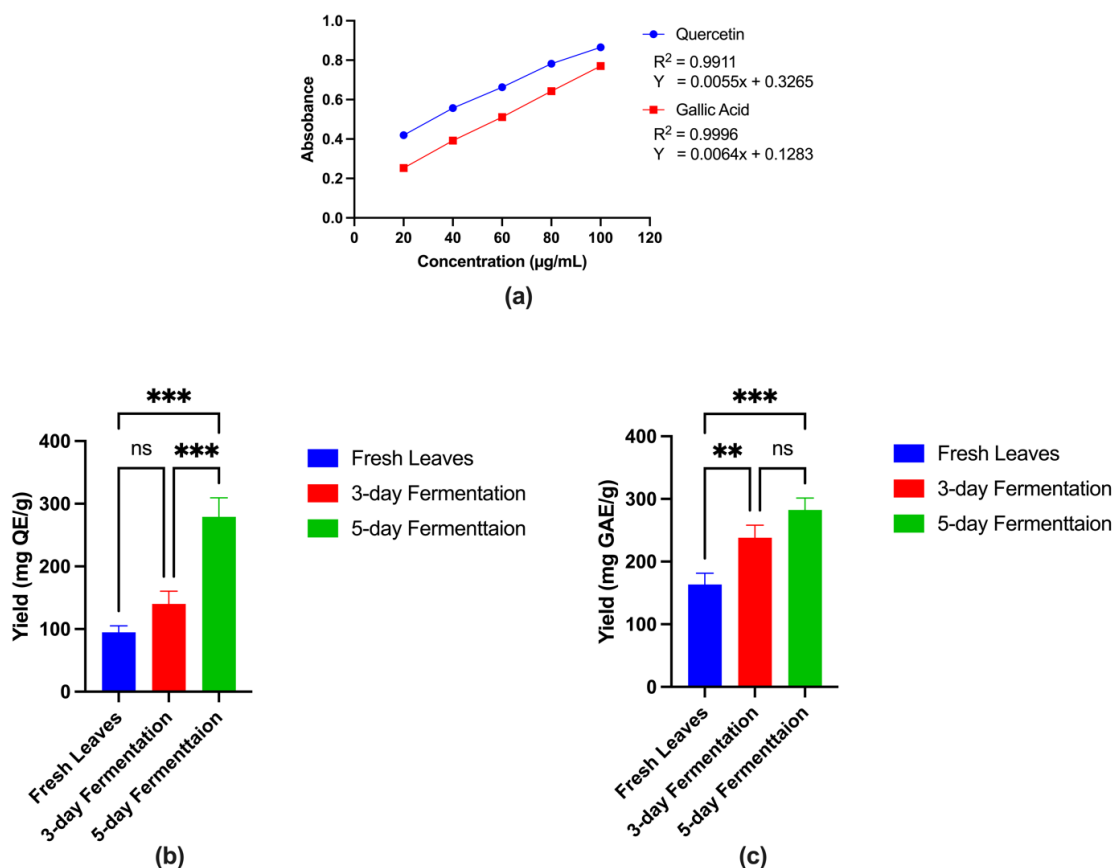 1.0
0.8
0.6
0.4
0.2
0.0
0 20 40 60 80 100 120
Absobance
Concentration (µg/mL)
Quercetin
R² = 0.9911
Y = 0.0055x + 0.3265
Gallic Acid
R² = 0.9996
Y = 0.0064x + 0.1283
(a)
***
ns ***
400
300
200
100
0
Yield (mg QE/g)
Fresh Leaves
3-day Fermentation
5-day Fermenttaion
Fresh Leaves
3-day Fermentation
5-day Fermenttaion
(b)
***
** ns
400
300
200
100
0
Yield (mg GAE/g)
Fresh Leaves
3-day Fermentation
5-day Fermenttaion
Fresh Leaves
3-day Fermentation
5-day Fermenttaion
(c)